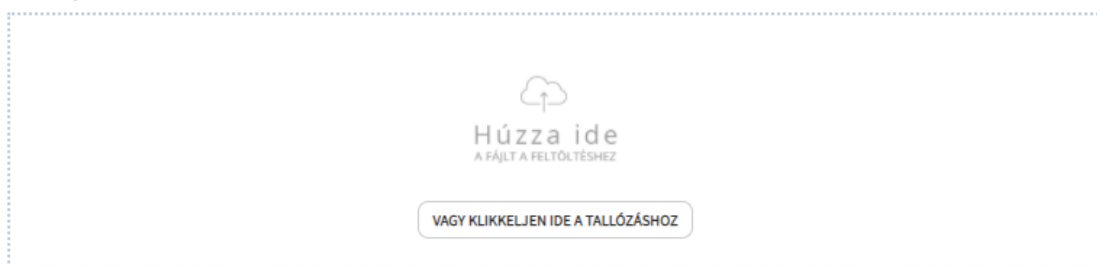 Húzza ide
A FÁJLT A FELTÖLTÉSHEZ
VAGY KLIKKELJEN IDE A TALLÓZÁSHOZ